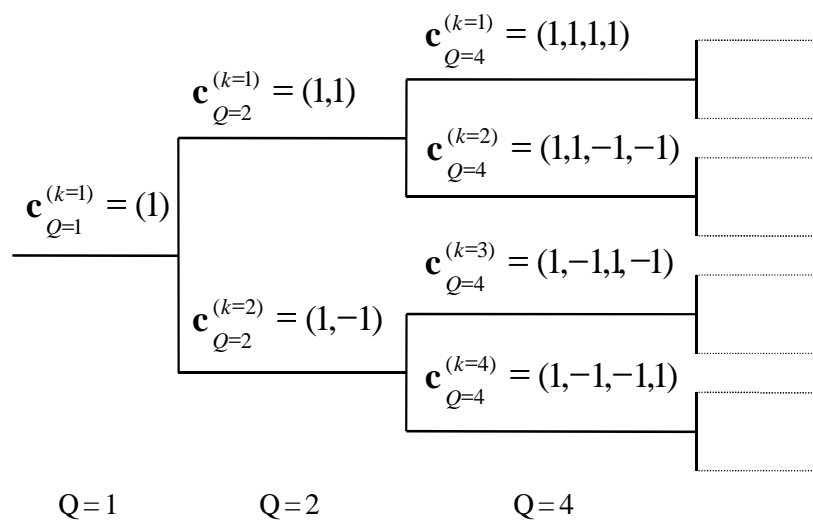 c_{Q=4}^{(k=1)} = (1,1,1,1)
c_{Q=2}^{(k=1)} = (1,1)
c_{Q=4}^{(k=2)} = (1,1,−1,−1)
c_{Q=1}^{(k=1)} = (1)
c_{Q=4}^{(k=3)} = (1,−1,1,−1)
c_{Q=2}^{(k=2)} = (1,−1)
c_{Q=4}^{(k=4)} = (1,−1,−1,1)
Q = 1 Q = 2 Q = 4